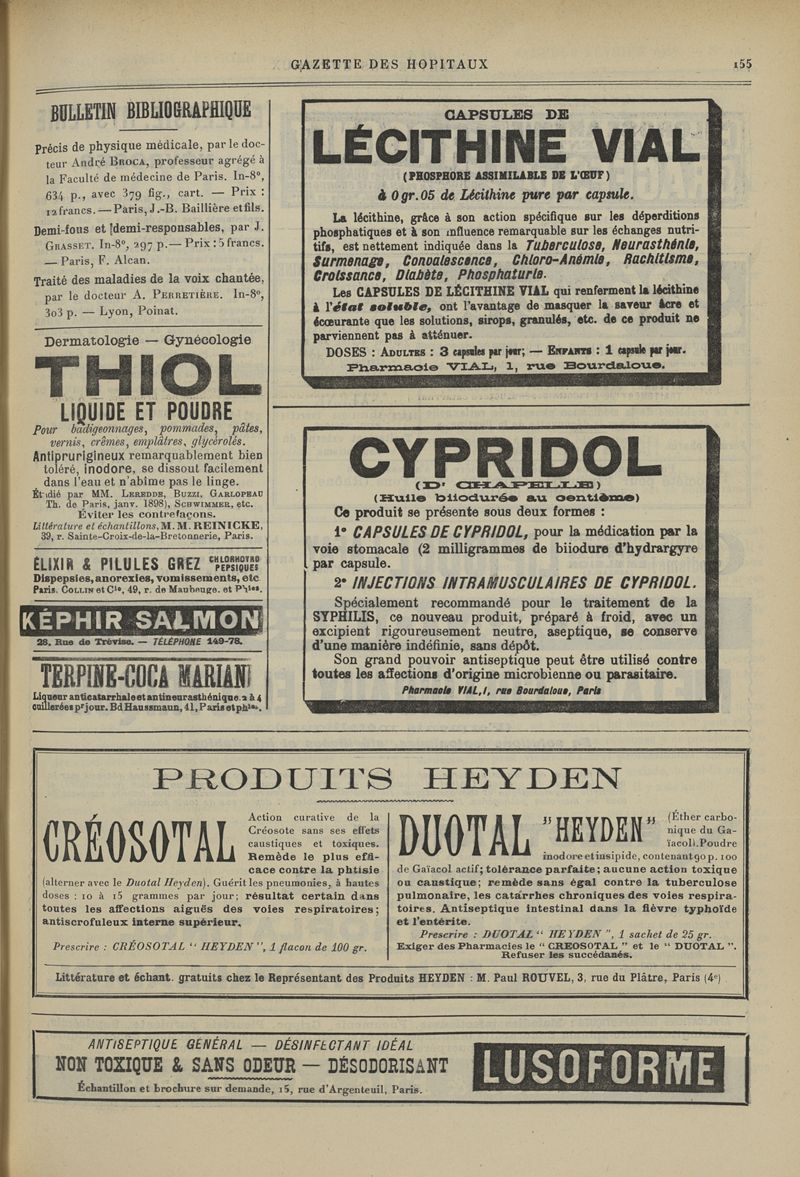 GAZETTE DES HOPITAUX
155
BULLETIN BIBLIOGRAPHIQUE
Précis de physique médicale, par le doc-
teur André BROCA, professeur agrégé à
la Faculté de médecine de Paris. In-8°,
634 p., avec 379 fig., cart. — Prix :
12 francs. — Paris, J.-B. Baillière et fils.
Demi-fous et demi-responsables, par J.
GRASSET. In-8°, 297 p. — Prix : 5 francs.
— Paris, F. Alcan.
Traité des maladies de la voix chantée,
par le docteur A. PERRETIÈRE. In-8°,
303 p. — Lyon, Poinat.
Dermatologie — Gynécologie
THIOL
LIQUIDE ET POUDRE
Pour badigeonnages, pommades, pâtes,
vernis, crêmes, emplâtres, glycérolés.
Antiprurigineux remarquablement bien
toléré, inodore, se dissout facilement
dans l'eau et n'abîme pas le linge.
Étudié par MM. LEREDDE, BUZZI, GARLOPEAU
Th. de Paris, janv. 1898), SCHWIMMER, etc.
Éviter les contrefaçons.
Littérature et échantillons, M. M. REINICKE,
39, r. Sainte-Croix-de-la-Bretonnerie, Paris.
ÉLIXIR & PILULES GREZ CHLORHYDRO
PEPSIQUES
Dispepsies, anorexies, vomissements, etc
Paris. COLLIN et Cie, 49, r. de Maubeuge. et Phies.
KÉPHIR SALMON
28, Rue de Trévise. — TÉLÉPHONE 149-78.
TERPINE-COCA MARIANI
Liqueur anticatarrhale et antineurasthénique. 2 à 4
cuillerées pr jour. Bd Haussmann, 41, Paris et phies.
CAPSULES DE
LÉCITHINE VIAL
(PHOSPHORE ASSIMILABLE DE L'ŒUF)
à 0 gr. 05 de Lécithine pure par capsule.
La lécithine, grâce à son action spécifique sur les déperditions
phosphatiques et à son influence remarquable sur les échanges nutri-
tifs, est nettement indiquée dans la Tuberculose, Neurasthénie,
Surmenage, Convalescence, Chloro-Anémie, Rachitisme,
Croissance, Diabète, Phosphaturie.
Les CAPSULES DE LÉCITHINE VIAL qui renferment la lécithine
à l'état soluble, ont l'avantage de masquer la saveur âcre et
écœurante que les solutions, sirops, granulés, etc. de ce produit ne
parviennent pas à atténuer.
DOSES : ADULTES : 3 capsules par jour; — ENFANTS : 1 capsule par jour.
Pharmacie VIAL, 1, rue Bourdaloue.
CYPRIDOL
(Dr CHAPELLE)
(Huile biiodurée au centième)
Ce produit se présente sous deux formes :
1° CAPSULES DE CYPRIDOL, pour la médication par la
voie stomacale (2 milligrammes de biiodure d'hydrargyre
par capsule.
2° INJECTIONS INTRAMUSCULAIRES DE CYPRIDOL.
Spécialement recommandé pour le traitement de la
SYPHILIS, ce nouveau produit, préparé à froid, avec un
excipient rigoureusement neutre, aseptique, se conserve
d'une manière indéfinie, sans dépôt.
Son grand pouvoir antiseptique peut être utilisé contre
toutes les affections d'origine microbienne ou parasitaire.
Pharmacie VIAL, 1, rue Bourdaloue, Paris
PRODUITS HEYDEN
CRÉOSOTAL
Action curative de la
Créosote sans ses effets
caustiques et toxiques.
Remède le plus effi-
cace contre la phtisie
(alterner avec le Duotal Heyden). Guérit les pneumonies, à hautes
doses : 10 à 15 grammes par jour; résultat certain dans
toutes les affections aiguës des voies respiratoires;
antiscrofuleux interne supérieur.
Prescrire : CRÉOSOTAL “ HEYDEN ”, 1 flacon de 100 gr.
DUOTAL "HEYDEN"
(Éther carbo-
nique du Ga-
ïacol). Poudre
inodore et insipide, contenant 90 p. 100
de Gaïacol actif; tolérance parfaite; aucune action toxique
ou caustique; remède sans égal contre la tuberculose
pulmonaire, les catarrhes chroniques des voies respira-
toires. Antiseptique intestinal dans la fièvre typhoïde
et l'entérite.
Prescrire : DUOTAL “ HEYDEN ”, 1 sachet de 25 gr.
Exiger des Pharmacies le “ CREOSOTAL ” et le “ DUOTAL ”.
Refuser les succédanés.
Littérature et échant. gratuits chez le Représentant des Produits HEYDEN : M. Paul ROUVEL, 3, rue du Plâtre, Paris (4e)
ANTISEPTIQUE GÉNÉRAL — DÉSINFECTANT IDÉAL
NON TOXIQUE & SANS ODEUR — DÉSODORISANT
Échantillon et brochure sur demande, 15, rue d'Argenteuil, Paris.
LUSOFORME